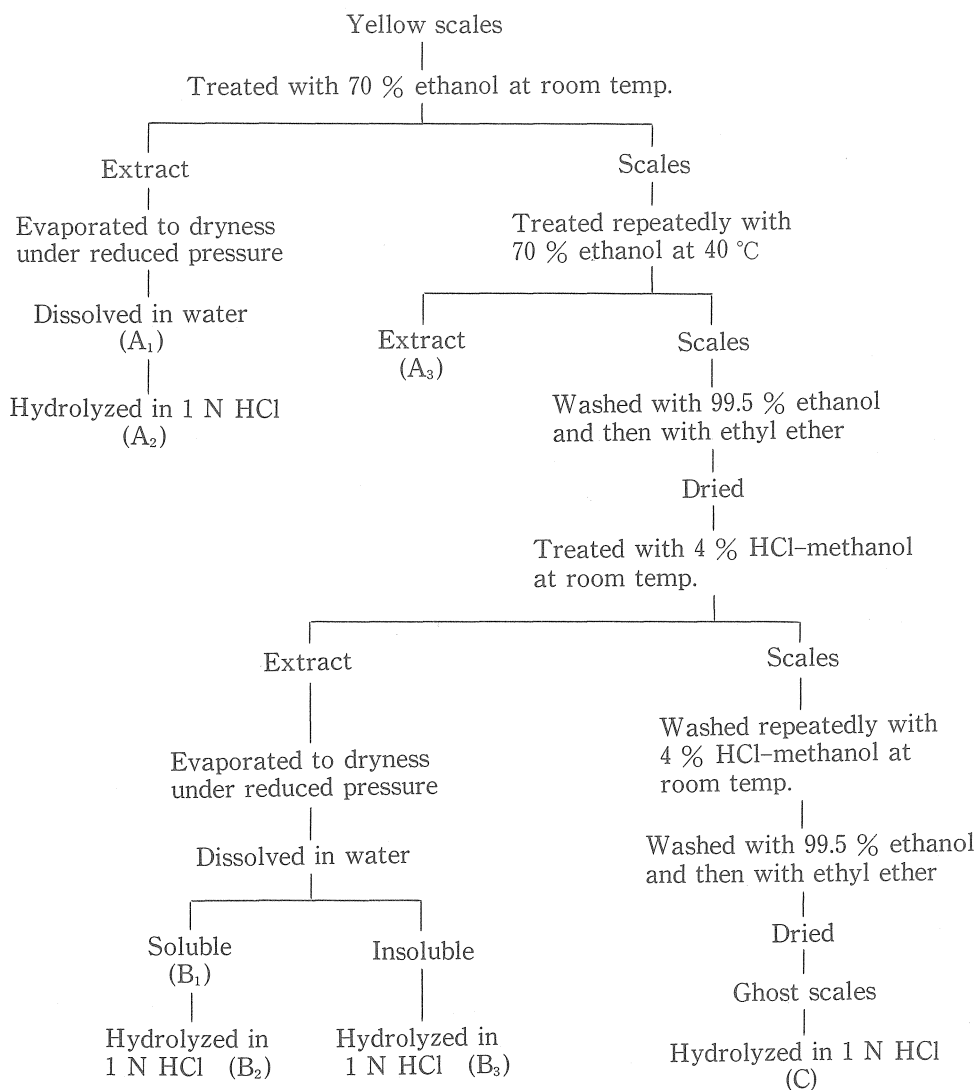 Yellow scales
Treated with 70 % ethanol at room temp.
Extract
Evaporated to dryness
under reduced pressure
Dissolved in water
(A₁)
Hydrolyzed in 1 N HCl
(A₂)
Scales
Treated repeatedly with
70 % ethanol at 40 ℃
Extract
(A₃)
Scales
Washed with 99.5 % ethanol
and then with ethyl ether
Dried
Treated with 4 % HCl–methanol
at room temp.
Extract
Evaporated to dryness
under reduced pressure
Dissolved in water
Soluble
(B₁)
Hydrolyzed in
1 N HCl (B₂)
Insoluble
Hydrolyzed in
1 N HCl (B₃)
Scales
Washed repeatedly with
4 % HCl–methanol at
room temp.
Washed with 99.5 % ethanol
and then with ethyl ether
Dried
Ghost scales
Hydrolyzed in 1 N HCl
(C)